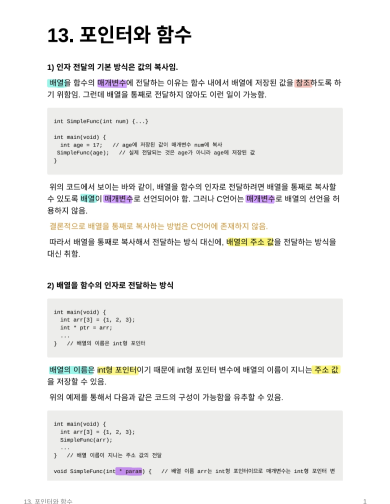 13. 포인터와 함수
1) 인자 전달의 기본 방식은 값의 복사임.
배열을 함수의 매개변수에 전달하는 이유는 함수 내에서 배열에 저장된 값을 참조하도록 하
기 위함임. 그런데 배열을 통째로 전달하지 않아도 이런 일이 가능함.
int SimpleFunc(int num) {...}
int main(void) {
int age = 17;   // age에 저장된 값이 매개변수 num에 복사
SimpleFunc(age);   // 실제 전달되는 것은 age가 아니라 age에 저장된 값
}
위의 코드에서 보이는 바와 같이, 배열을 함수의 인자로 전달하려면 배열을 통째로 복사할
수 있도록 배열이 매개변수로 선언되어야 함. 그러나 C언어는 매개변수로 배열의 선언을 허
용하지 않음.
결론적으로 배열을 통째로 복사하는 방법은 C언어에 존재하지 않음.
따라서 배열을 통째로 복사해서 전달하는 방식 대신에, 배열의 주소 값을 전달하는 방식을
대신 취함.
2) 배열을 함수의 인자로 전달하는 방식
int main(void) {
int arr[3] = {1, 2, 3};
int * ptr = arr;
...
}   // 배열의 이름은 int형 포인터
배열의 이름은 int형 포인터이기 때문에 int형 포인터 변수에 배열의 이름이 지니는 주소 값
을 저장할 수 있음.
위의 예제를 통해서 다음과 같은 코드의 구성이 가능함을 유추할 수 있음.
int main(void) {
int arr[3] = {1, 2, 3};
SimpleFunc(arr);
...
}   // 배열 이름이 지니는 주소 값의 전달
void SimpleFunc(int * param) {   // 배열 이름 arr는 int형 포인터이므로 매개변수는 int형 포인터 변
13. 포인터와 함수
1